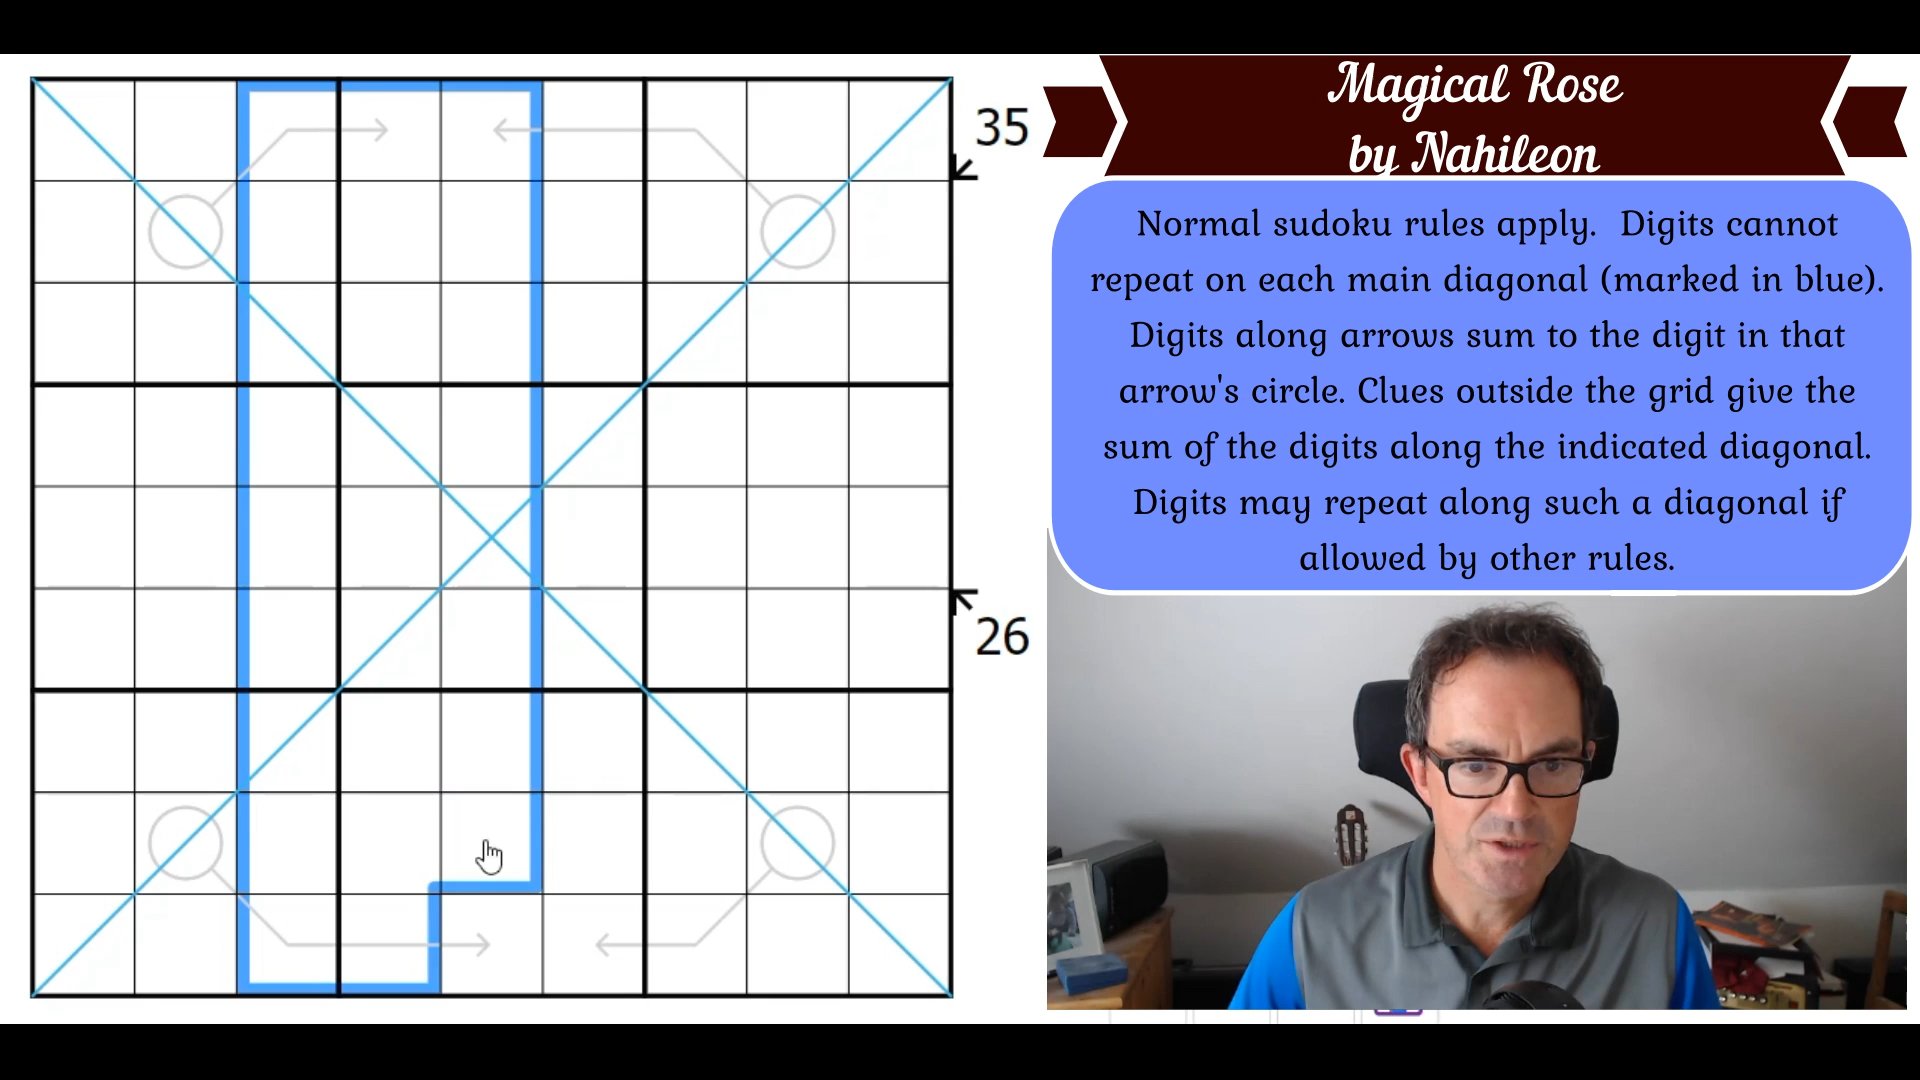 Magical Rose
by Nahileon
35
26
Normal sudoku rules apply. Digits cannot
repeat on each main diagonal (marked in blue).
Digits along arrows sum to the digit in that
arrow's circle. Clues outside the grid give the
sum of the digits along the indicated diagonal.
Digits may repeat along such a diagonal if
allowed by other rules.